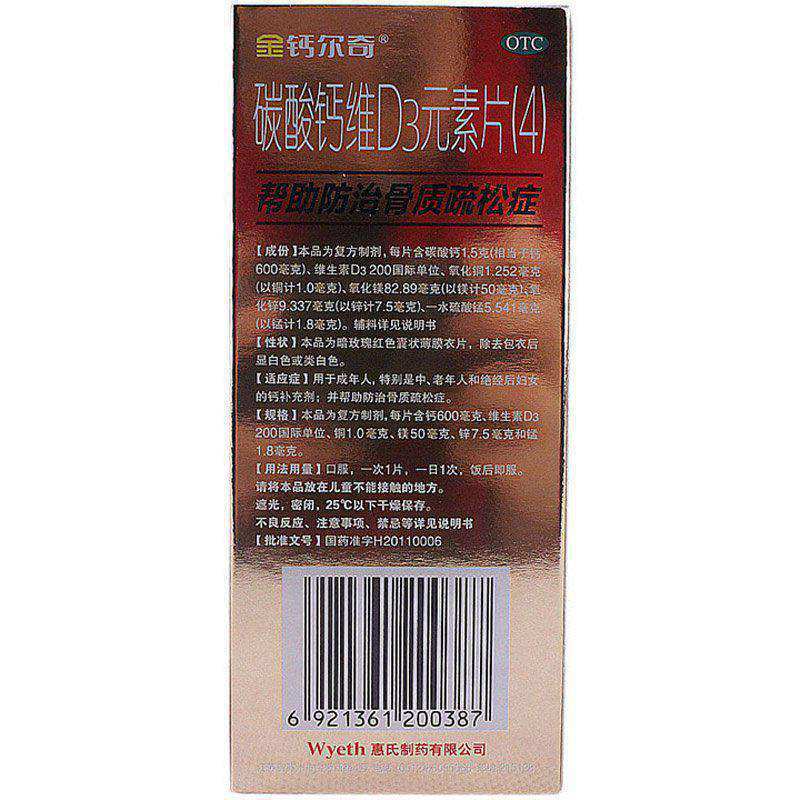 金钙尔奇®
OTC
碳酸钙维D3元素片(4)
帮助防治骨质疏松症
【成份】本品为复方制剂，每片含碳酸钙1.5克(相当于钙
600毫克)、维生素D3 200国际单位、氧化铜1.252毫克
(以铜计1.0毫克)、氧化镁82.89毫克(以镁计50毫克)、氧
化锌9.337毫克(以锌计7.5毫克)、一水硫酸锰5.541毫克
(以锰计1.8毫克)。辅料详见说明书
【性状】本品为暗玫瑰红色囊状薄膜衣片，除去包衣后
显白色或类白色。
【适应症】用于成年人，特别是中、老年人和绝经后妇女
的钙补充剂；并帮助防治骨质疏松症。
【规格】本品为复方制剂，每片含钙600毫克、维生素D3
200国际单位、铜1.0毫克、镁50毫克、锌7.5毫克和锰
1.8毫克。
【用法用量】口服，一次1片，一日1次，饭后即服。
请将本品放在儿童不能接触的地方。
遮光，密闭，25℃以下干燥保存。
不良反应、注意事项、禁忌等详见说明书
【批准文号】国药准字H20110006
6 921361 200387
Wyeth 惠氏制药有限公司